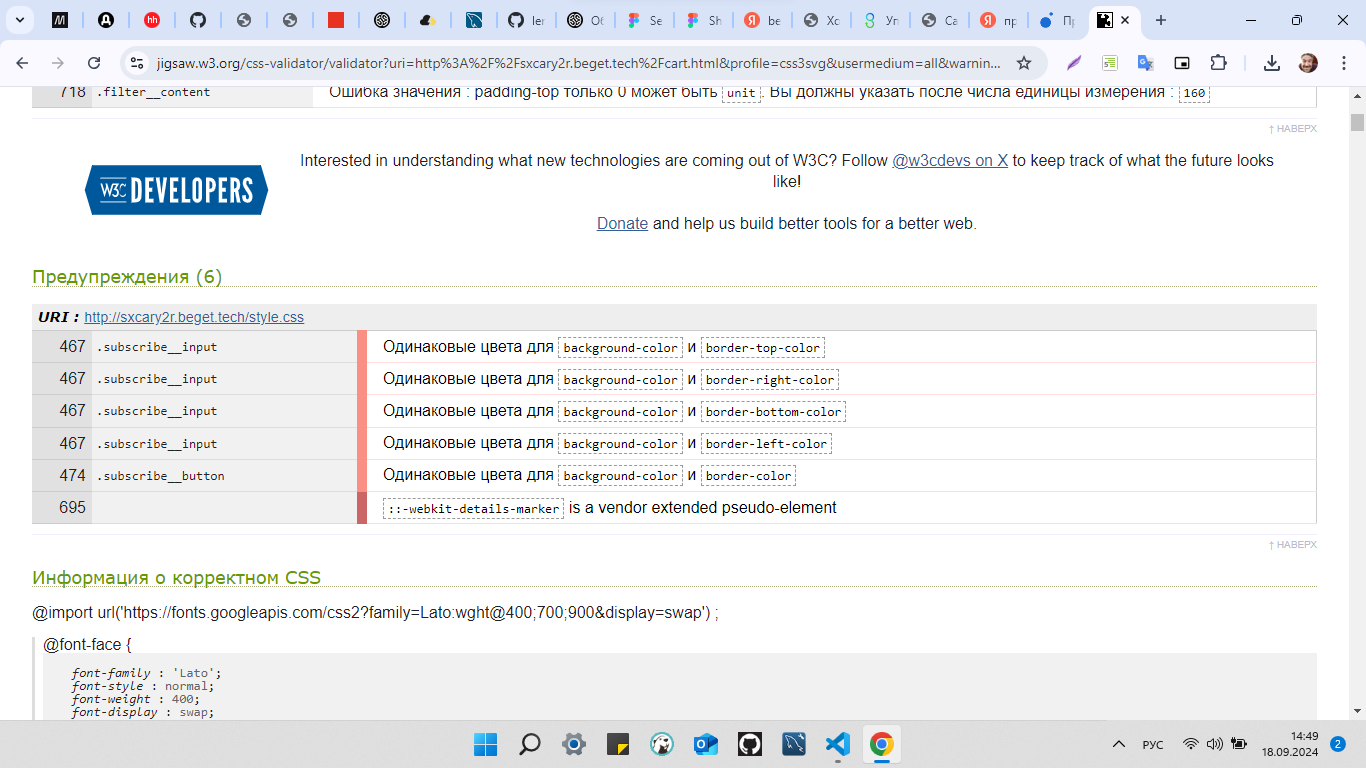 hh
ler
Об
Se
Sh
be
Хо
Уп
Са
пр
Пр
jigsaw.w3.org/css-validator/validator?uri=http%3A%2F%2Fsxcary2r.beget.tech%2Fcart.html&profile=css3svg&usermedium=all&warnin...
718 .filter__content Ошибка значения : padding-top только 0 может быть unit. Вы должны указать после числа единицы измерения : 160
↑ НАВЕРХ
W3C DEVELOPERS
Interested in understanding what new technologies are coming out of W3C? Follow @w3cdevs on X to keep track of what the future looks
like!
Donate and help us build better tools for a better web.
Предупреждения (6)
URI : http://sxcary2r.beget.tech/style.css
467 .subscribe__input Одинаковые цвета для background-color и border-top-color
467 .subscribe__input Одинаковые цвета для background-color и border-right-color
467 .subscribe__input Одинаковые цвета для background-color и border-bottom-color
467 .subscribe__input Одинаковые цвета для background-color и border-left-color
474 .subscribe__button Одинаковые цвета для background-color и border-color
695 ::-webkit-details-marker is a vendor extended pseudo-element
↑ НАВЕРХ
Информация о корректном CSS
@import url('https://fonts.googleapis.com/css2?family=Lato:wght@400;700;900&display=swap') ;
@font-face {
font-family : 'Lato';
font-style : normal;
font-weight : 400;
font-display : swap;
РУС
14:49
18.09.2024
2